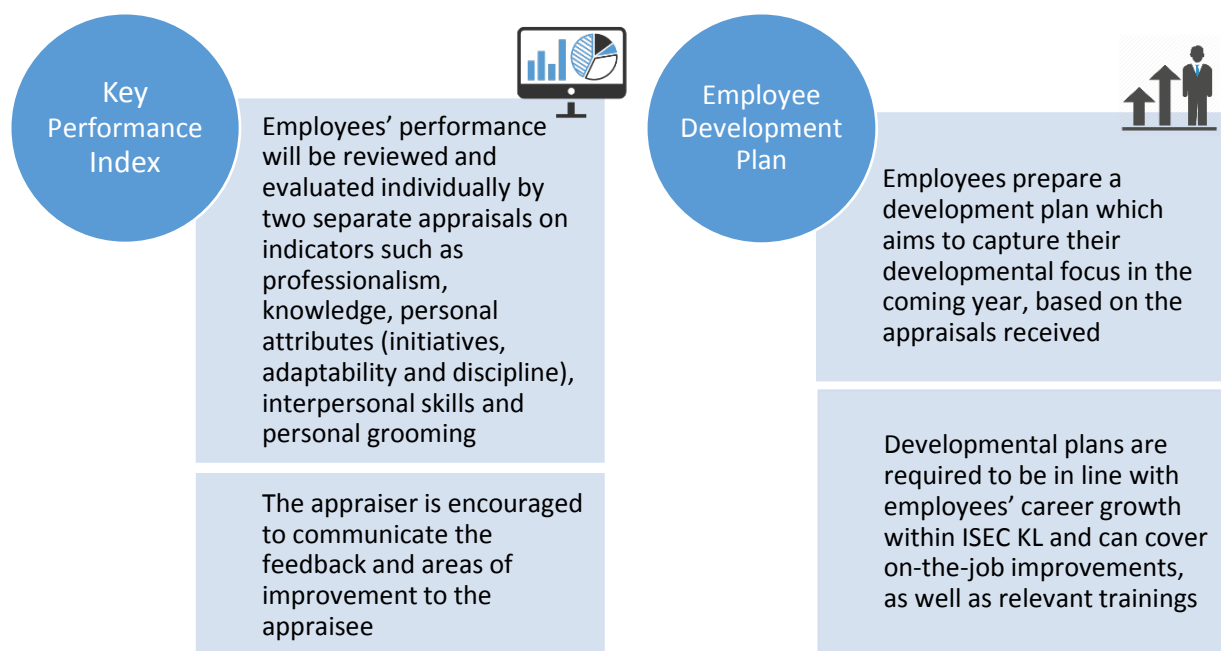 Key
Performance
Index
Employees’ performance
will be reviewed and
evaluated individually by
two separate appraisals on
indicators such as
professionalism,
knowledge, personal
attributes (initiatives,
adaptability and discipline),
interpersonal skills and
personal grooming
The appraiser is encouraged
to communicate the
feedback and areas of
improvement to the
appraisee
Employee
Development
Plan
Employees prepare a
development plan which
aims to capture their
developmental focus in the
coming year, based on the
appraisals received
Developmental plans are
required to be in line with
employees’ career growth
within ISEC KL and can cover
on-the-job improvements,
as well as relevant trainings